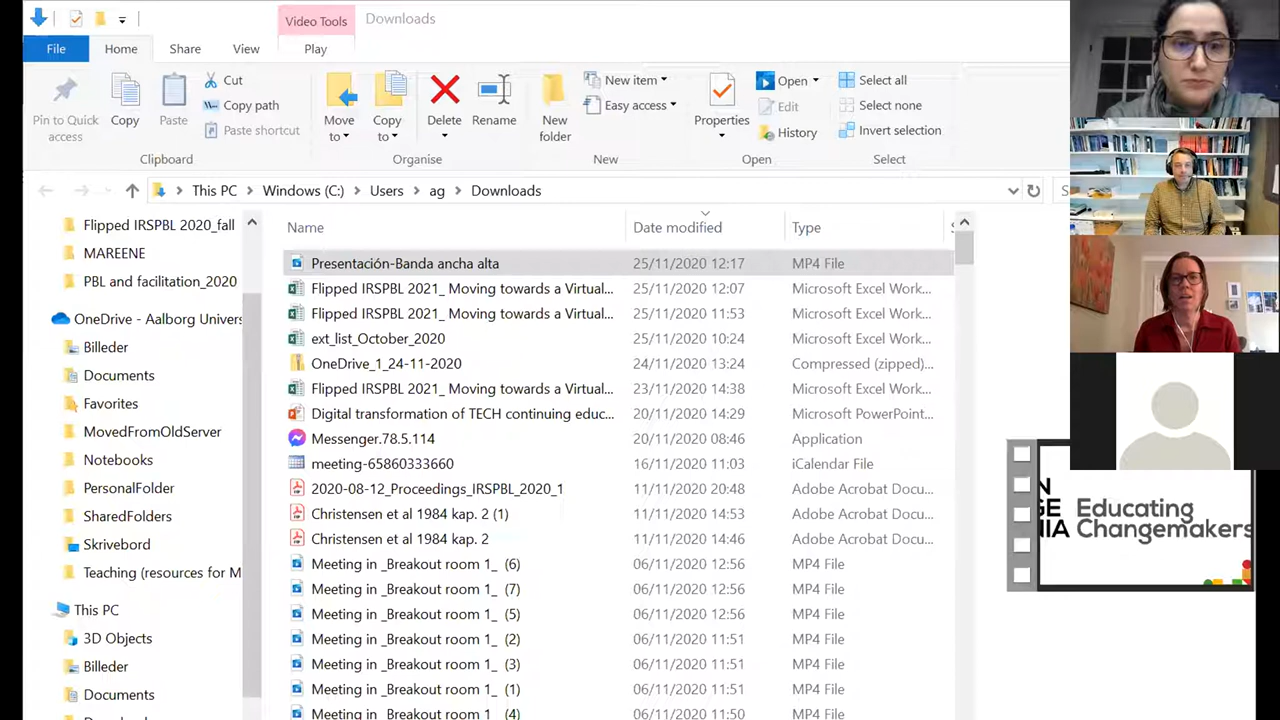 Video Tools Downloads
File Home Share View Play
Pin to Quick access
Copy
Paste
Cut
Copy path
Paste shortcut
Clipboard
Move to
Copy to
Delete
Rename
Organise
New folder
New item
Easy access
New
Properties
Open
Edit
History
Open
Select all
Select none
Invert selection
Select
This PC Windows (C:) Users ag Downloads
Flipped IRSPBL 2020_fall
MAREENE
PBL and facilitation_2020
OneDrive - Aalborg Univers
Billeder
Documents
Favorites
MovedFromOldServer
Notebooks
PersonalFolder
SharedFolders
Skrivebord
Teaching (resources for M
This PC
3D Objects
Billeder
Documents
Name Date modified Type
Presentación-Banda ancha alta 25/11/2020 12:17 MP4 File
Flipped IRSPBL 2021_ Moving towards a Virtual... 25/11/2020 12:07 Microsoft Excel Work...
Flipped IRSPBL 2021_ Moving towards a Virtual... 25/11/2020 11:53 Microsoft Excel Work...
ext_list_October_2020 25/11/2020 10:24 Microsoft Excel Work...
OneDrive_1_24-11-2020 24/11/2020 13:24 Compressed (zipped)...
Flipped IRSPBL 2021_ Moving towards a Virtual... 23/11/2020 14:38 Microsoft Excel Work...
Digital transformation of TECH continuing educ... 20/11/2020 14:29 Microsoft PowerPoint...
Messenger.78.5.114 20/11/2020 08:46 Application
meeting-65860333660 16/11/2020 11:03 iCalendar File
2020-08-12_Proceedings_IRSPBL_2020_1 11/11/2020 20:48 Adobe Acrobat Docu...
Christensen et al 1984 kap. 2 (1) 11/11/2020 14:53 Adobe Acrobat Docu...
Christensen et al 1984 kap. 2 11/11/2020 14:46 Adobe Acrobat Docu...
Meeting in _Breakout room 1_ (6) 06/11/2020 12:56 MP4 File
Meeting in _Breakout room 1_ (7) 06/11/2020 12:56 MP4 File
Meeting in _Breakout room 1_ (5) 06/11/2020 12:56 MP4 File
Meeting in _Breakout room 1_ (2) 06/11/2020 11:51 MP4 File
Meeting in _Breakout room 1_ (3) 06/11/2020 11:51 MP4 File
Meeting in _Breakout room 1_ (1) 06/11/2020 11:51 MP4 File
Meeting in _Breakout room 1_ (4) 06/11/2020 11:50 MP4 File
N
GE
NIA
Educating
Changemakers